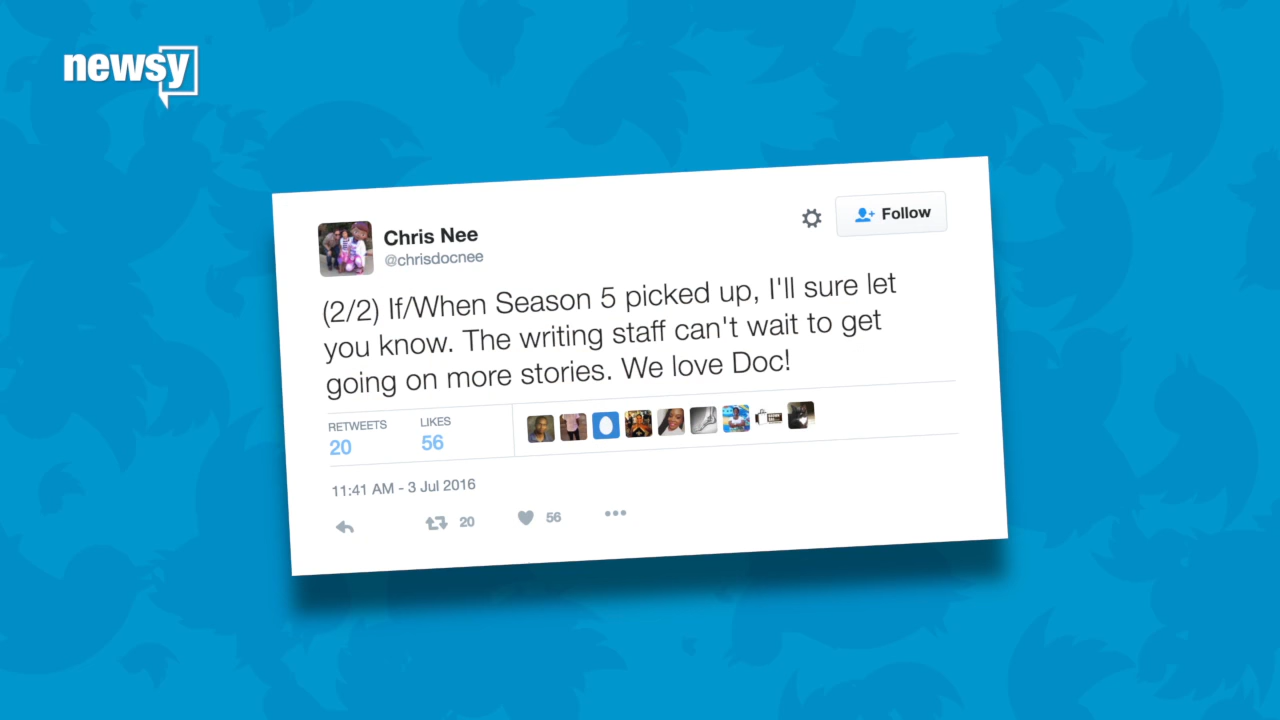 newsy
Chris Nee
@chrisdocnee
Follow
(2/2) If/When Season 5 picked up, I'll sure let
you know. The writing staff can't wait to get
going on more stories. We love Doc!
RETWEETS LIKES
20 56
11:41 AM - 3 Jul 2016
20 56